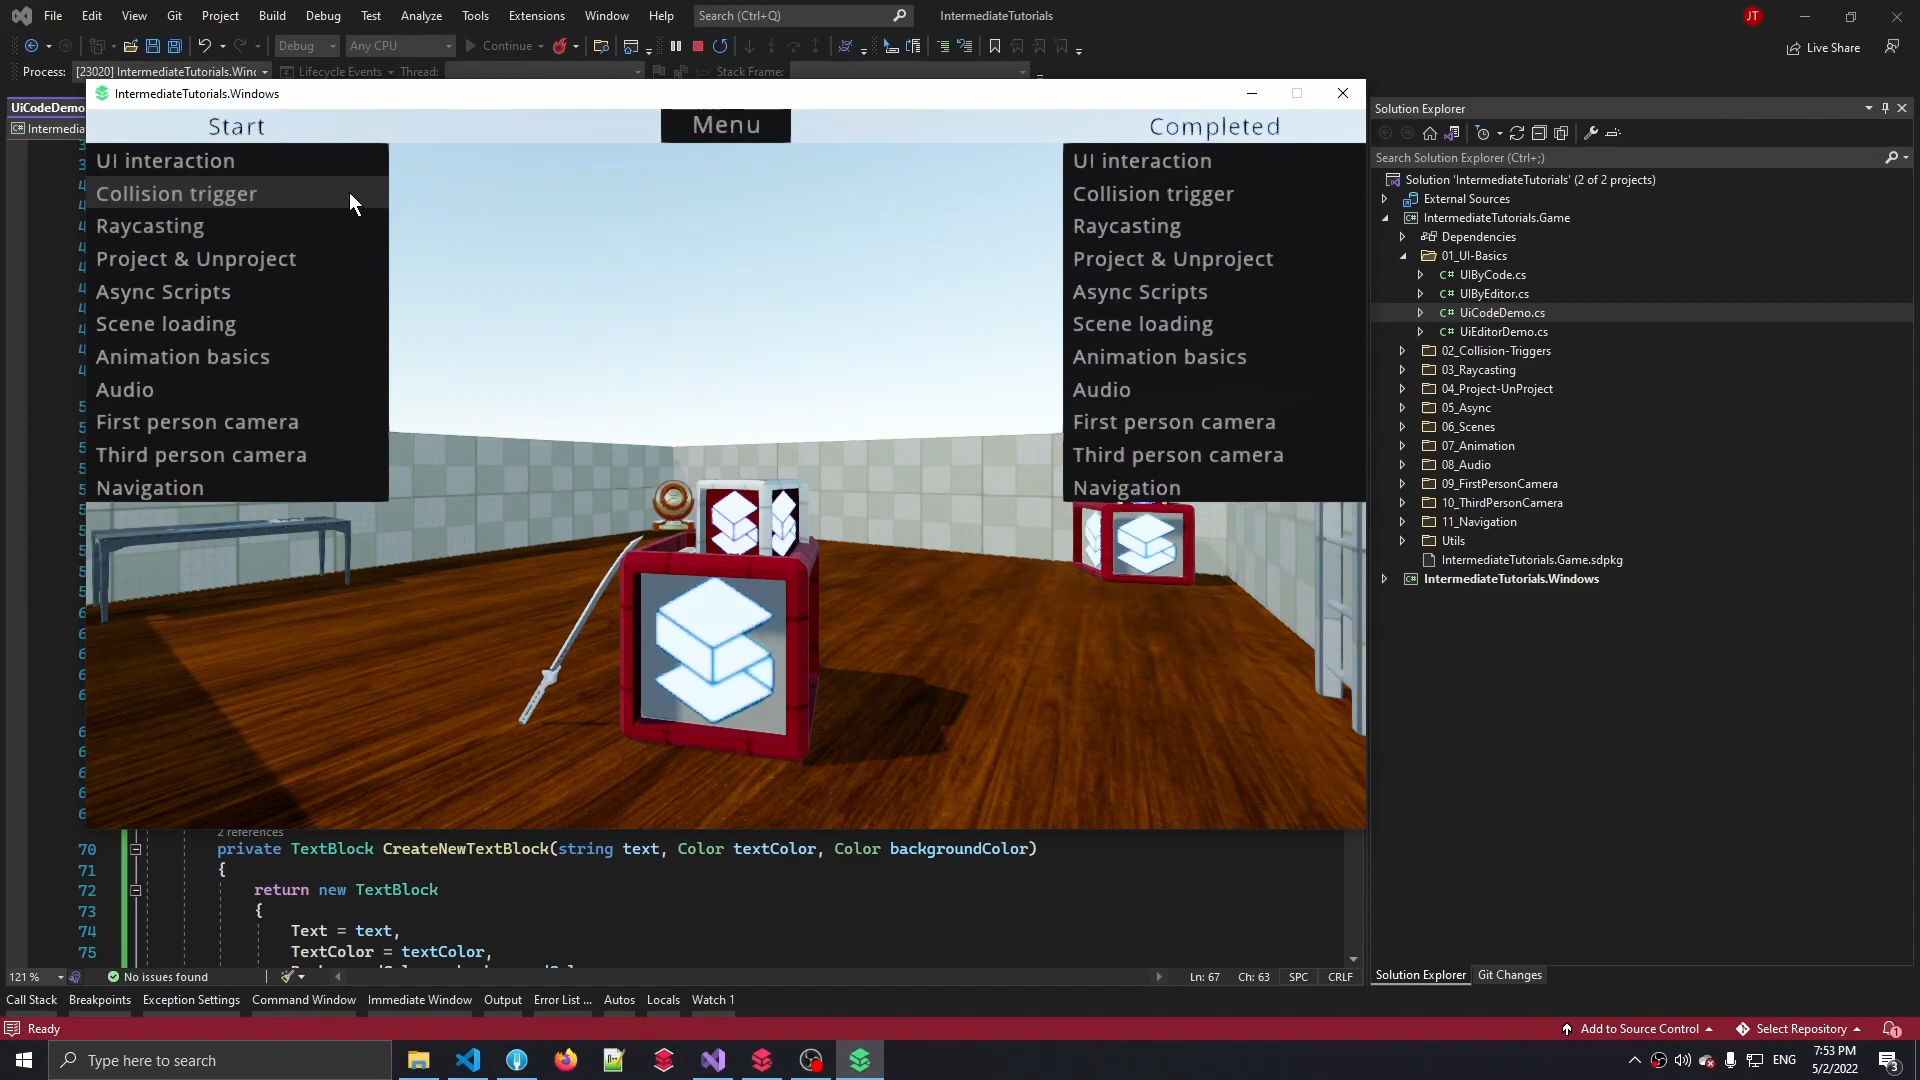 File Edit View Git Project Build Debug Test Analyze Tools Extensions Window Help Search (Ctrl+Q) IntermediateTutorials JT
Debug Any CPU Continue Live Share
Process: [23020] IntermediateTutorials.Winc Lifecycle Events Thread: Stack Frame:
IntermediateTutorials.Windows
UiCodeDemo
Intermedia
Start Menu Completed
UI interaction
Collision trigger
Raycasting
Project & Unproject
Async Scripts
Scene loading
Animation basics
Audio
First person camera
Third person camera
Navigation
UI interaction
Collision trigger
Raycasting
Project & Unproject
Async Scripts
Scene loading
Animation basics
Audio
First person camera
Third person camera
Navigation
2 references
70 private TextBlock CreateNewTextBlock(string text, Color textColor, Color backgroundColor)
71 {
72 return new TextBlock
73 {
74 Text = text,
75 TextColor = textColor,
121 % No issues found Ln: 67 Ch: 63 SPC CRLF
Solution Explorer
Search Solution Explorer (Ctrl+;)
Solution 'IntermediateTutorials' (2 of 2 projects)
External Sources
IntermediateTutorials.Game
Dependencies
01_UI-Basics
C# UIByCode.cs
C# UIByEditor.cs
C# UiCodeDemo.cs
C# UiEditorDemo.cs
02_Collision-Triggers
03_Raycasting
04_Project-UnProject
05_Async
06_Scenes
07_Animation
08_Audio
09_FirstPersonCamera
10_ThirdPersonCamera
11_Navigation
Utils
IntermediateTutorials.Game.sdpkg
IntermediateTutorials.Windows
Solution Explorer Git Changes
Call Stack Breakpoints Exception Settings Command Window Immediate Window Output Error List ... Autos Locals Watch 1
Ready Add to Source Control Select Repository 1
Type here to search ENG 7:53 PM
5/2/2022 3